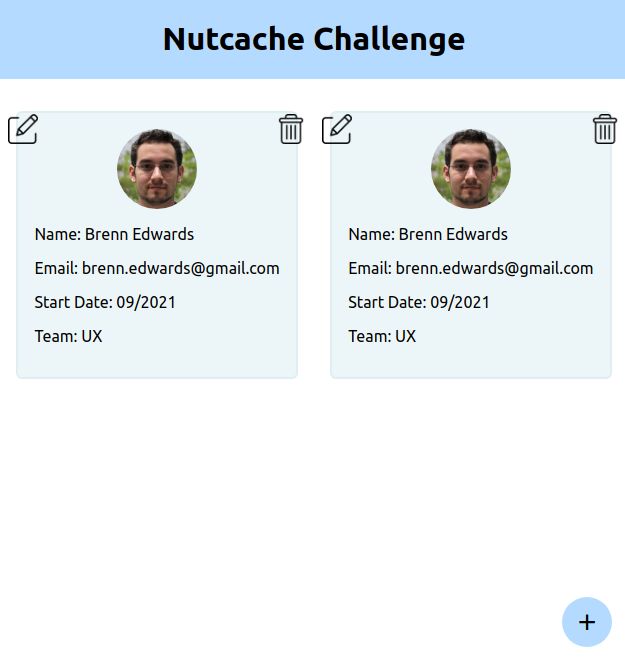 Nutcache Challenge
Name: Brenn Edwards
Email: brenn.edwards@gmail.com
Start Date: 09/2021
Team: UX
Name: Brenn Edwards
Email: brenn.edwards@gmail.com
Start Date: 09/2021
Team: UX
+